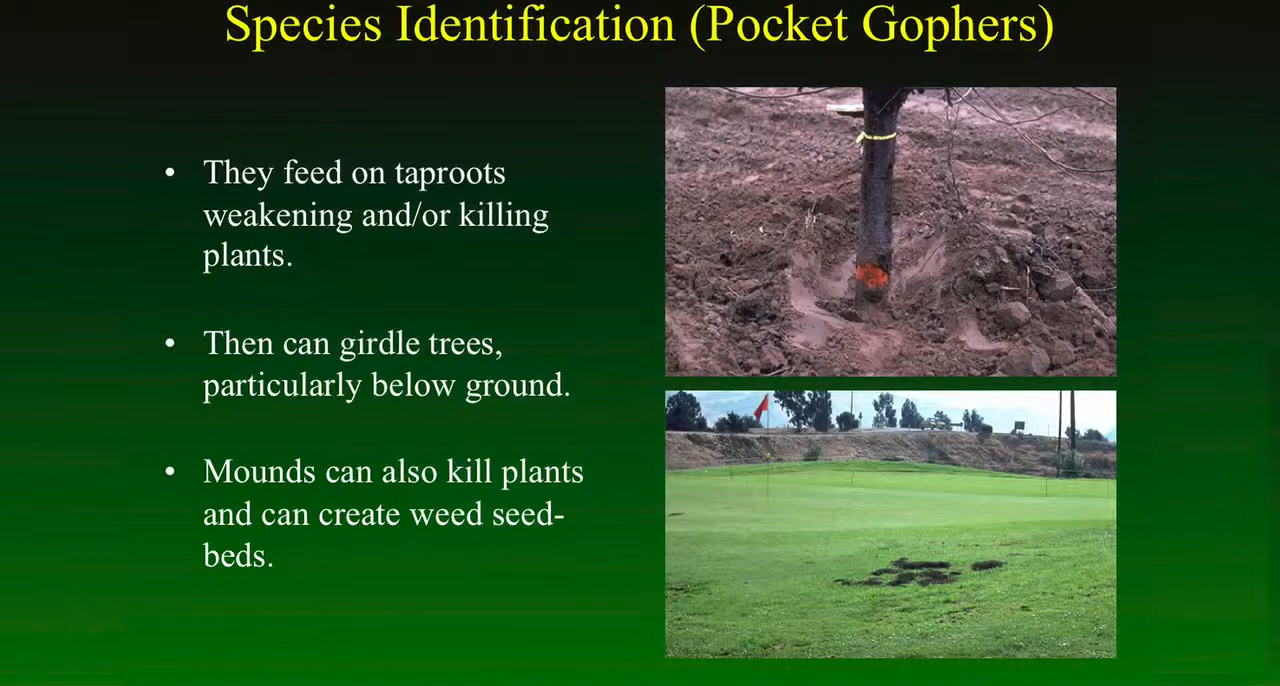 Species Identification (Pocket Gophers)
• They feed on taproots
weakening and/or killing
plants.
• Then can girdle trees,
particularly below ground.
• Mounds can also kill plants
and can create weed seed-
beds.